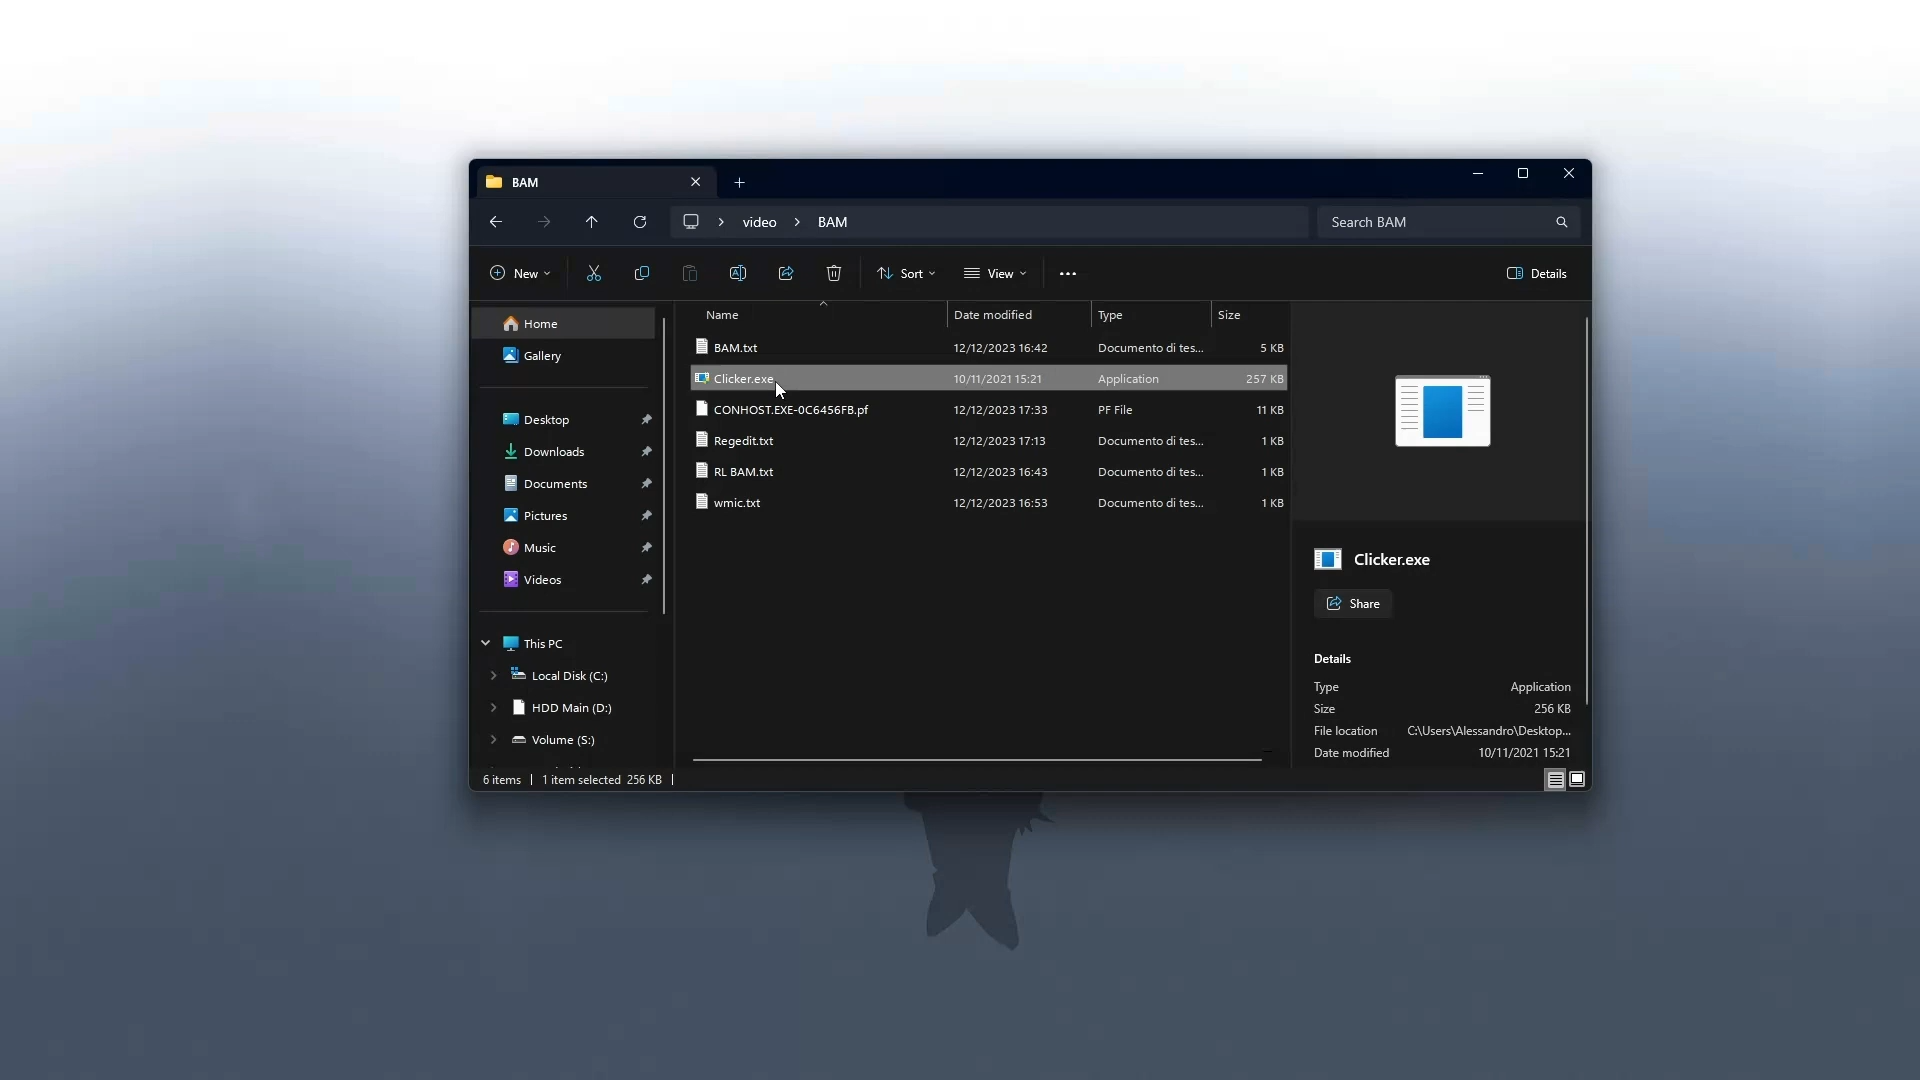 BAM
video > BAM
Search BAM
New
Sort
View
Details
Home
Gallery
Desktop
Downloads
Documents
Pictures
Music
Videos
This PC
Local Disk (C:)
HDD Main (D:)
Volume (S:)
Name Date modified Type Size
BAM.txt 12/12/2023 16:42 Documento di tes... 5 KB
Clicker.exe 10/11/2021 15:21 Application 257 KB
CONHOST.EXE-0C6456FB.pf 12/12/2023 17:33 PF File 11 KB
Regedit.txt 12/12/2023 17:13 Documento di tes... 1 KB
RL BAM.txt 12/12/2023 16:43 Documento di tes... 1 KB
wmic.txt 12/12/2023 16:53 Documento di tes... 1 KB
Clicker.exe
Share
Details
Type Application
Size 256 KB
File location C:\Users\Alessandro\Desktop...
Date modified 10/11/2021 15:21
6 items | 1 item selected 256 KB |